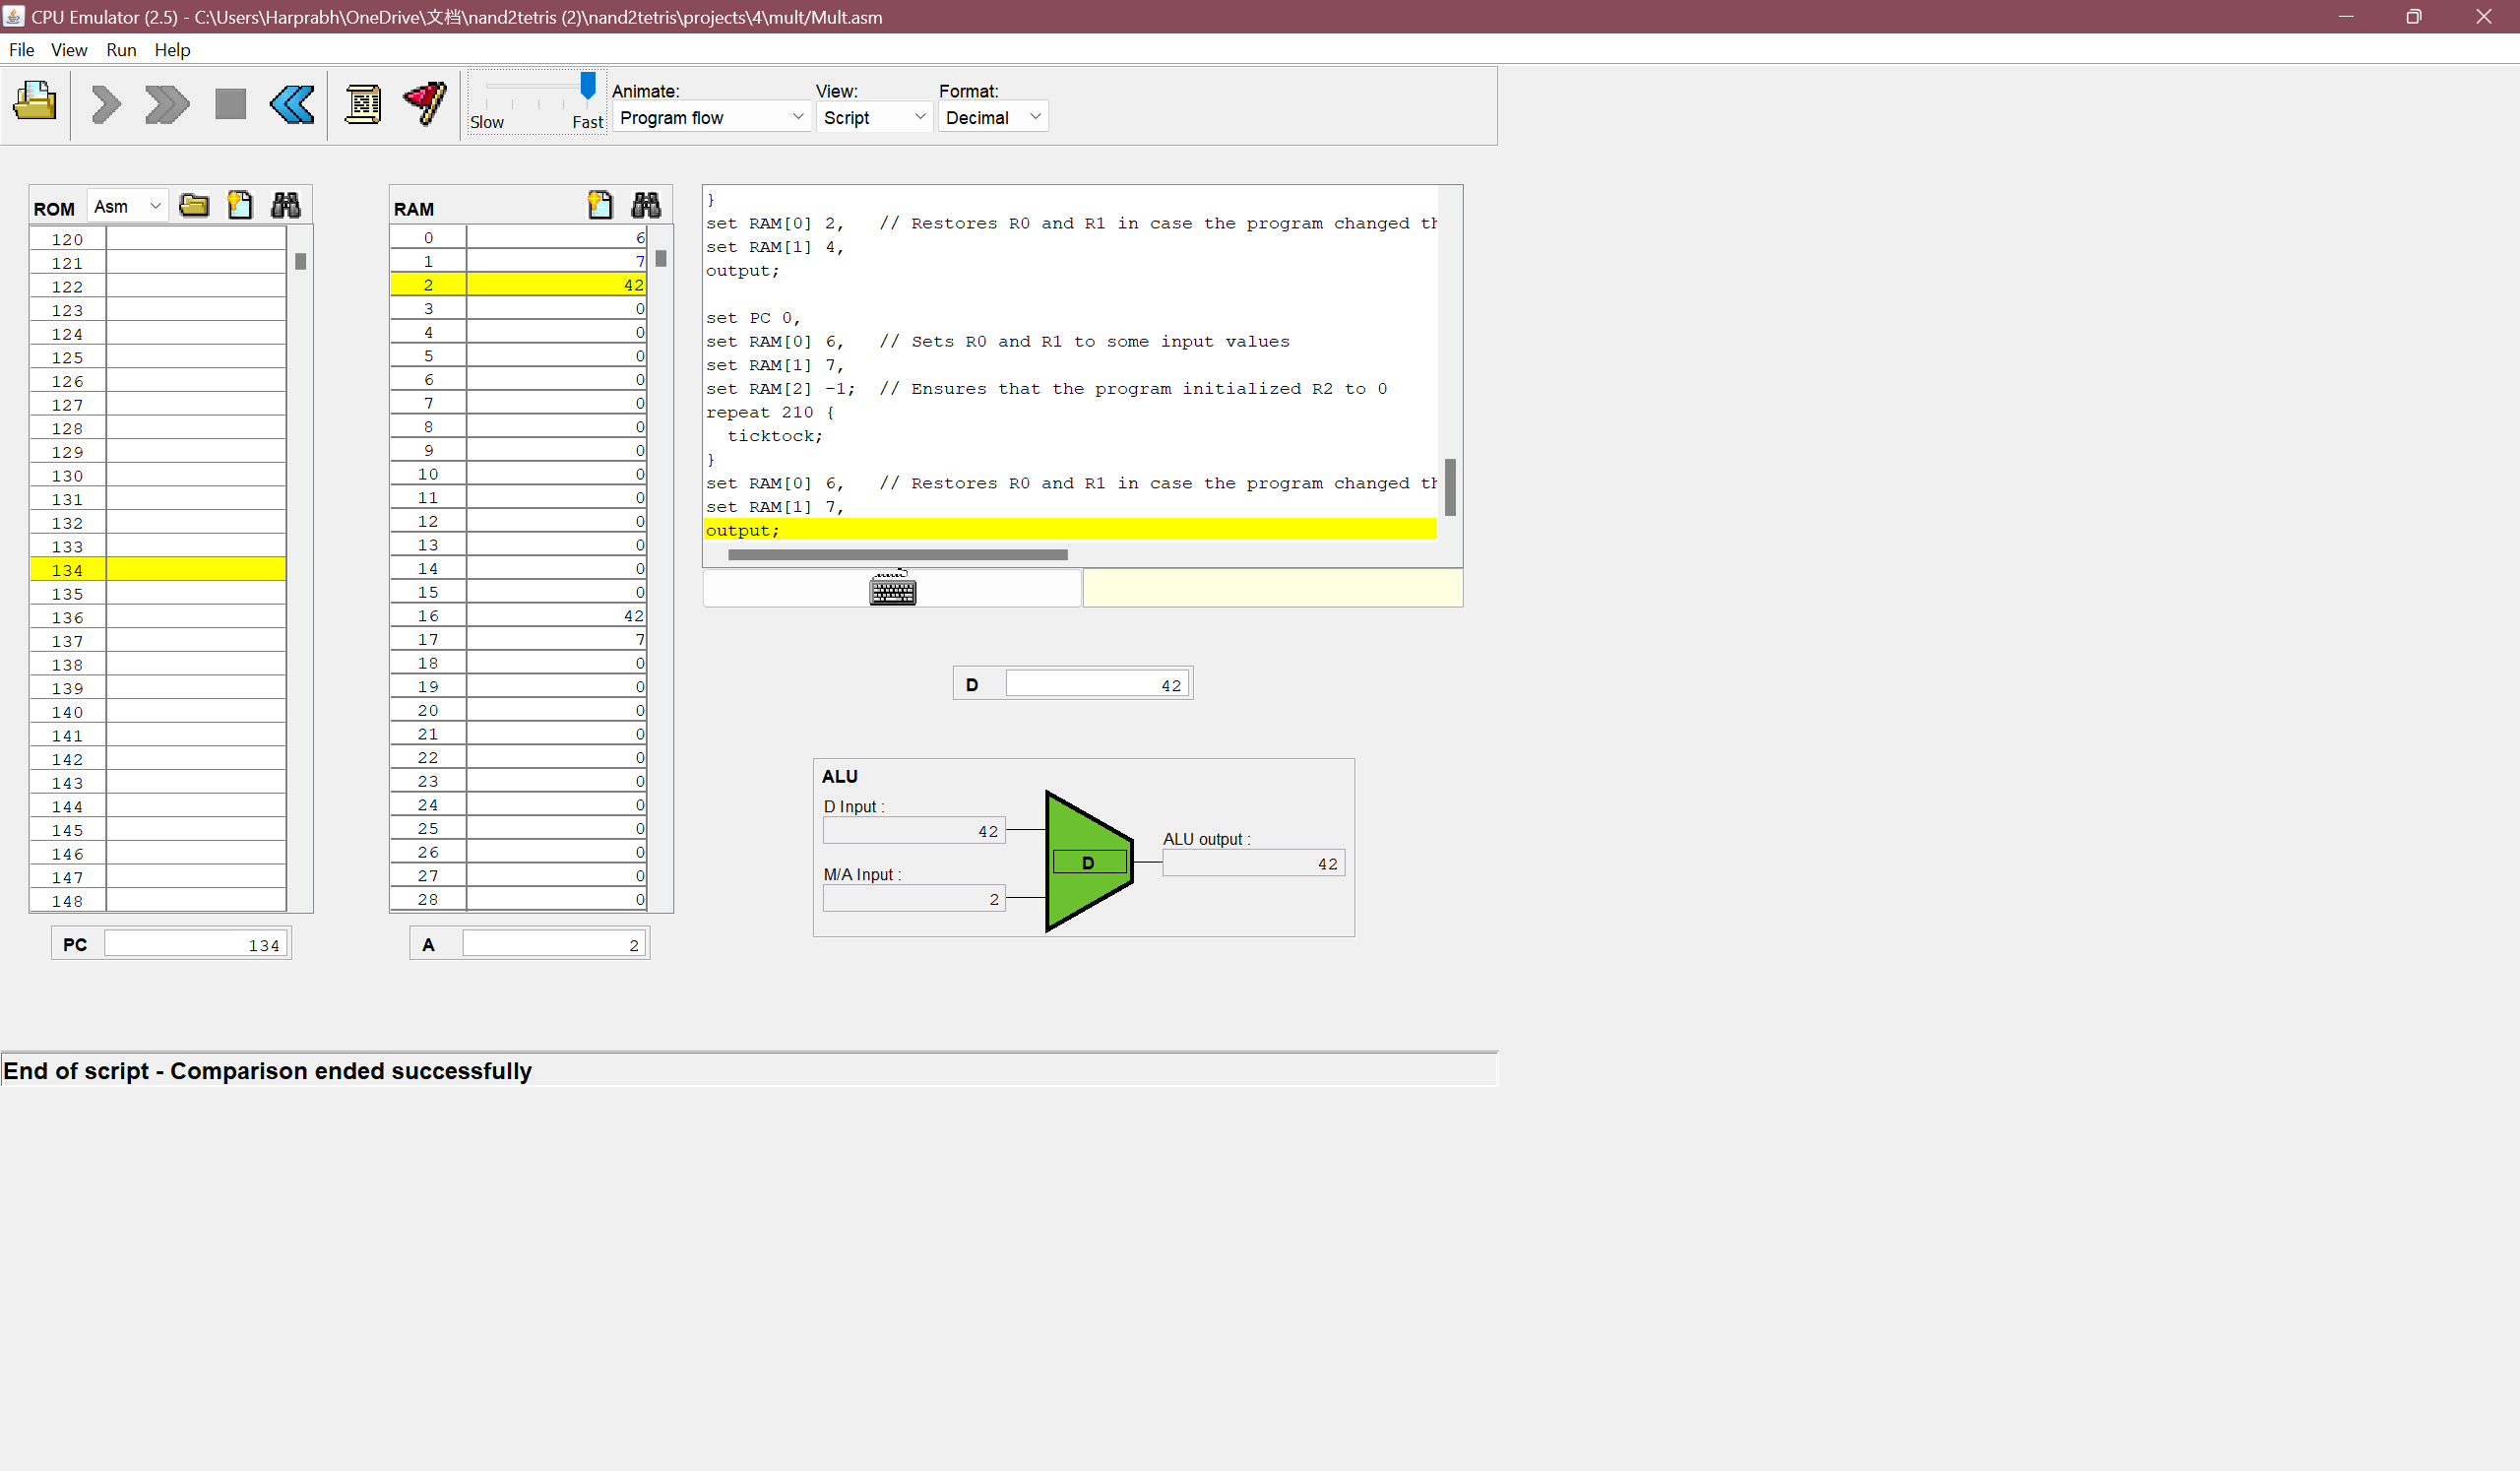 CPU Emulator (2.5) - C:\Users\Harprabh\OneDrive\文档\nand2tetris (2)\nand2tetris\projects\4\mult/Mult.asm
File View Run Help
Slow Fast
Animate: View: Format:
Program flow Script Decimal
ROM Asm
120
121
122
123
124
125
126
127
128
129
130
131
132
133
134
135
136
137
138
139
140
141
142
143
144
145
146
147
148
PC 134
RAM
0 6
1 7
2 42
3 0
4 0
5 0
6 0
7 0
8 0
9 0
10 0
11 0
12 0
13 0
14 0
15 0
16 42
17 7
18 0
19 0
20 0
21 0
22 0
23 0
24 0
25 0
26 0
27 0
28 0
A 2
}
set RAM[0] 2, // Restores R0 and R1 in case the program changed th
set RAM[1] 4,
output;
set PC 0,
set RAM[0] 6, // Sets R0 and R1 to some input values
set RAM[1] 7,
set RAM[2] -1; // Ensures that the program initialized R2 to 0
repeat 210 {
ticktock;
}
set RAM[0] 6, // Restores R0 and R1 in case the program changed th
set RAM[1] 7,
output;
D 42
ALU
D Input :
42
M/A Input :
2
D
ALU output :
42
End of script - Comparison ended successfully